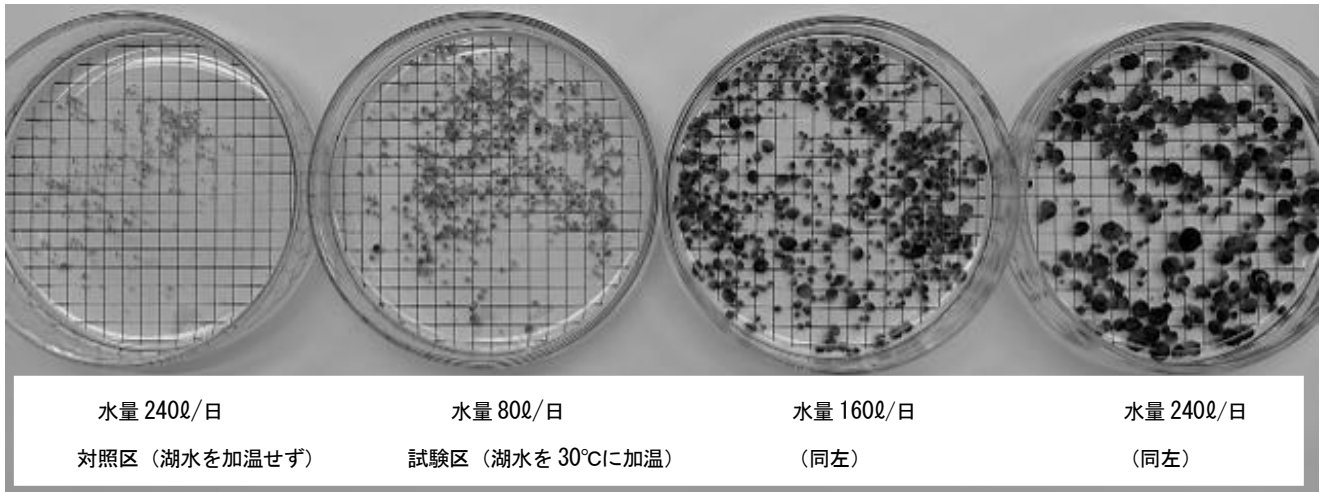 水量 240ℓ/日 水量 80ℓ/日 水量 160ℓ/日 水量 240ℓ/日
対照区（湖水を加温せず） 試験区（湖水を 30℃に加温） （同左） （同左）